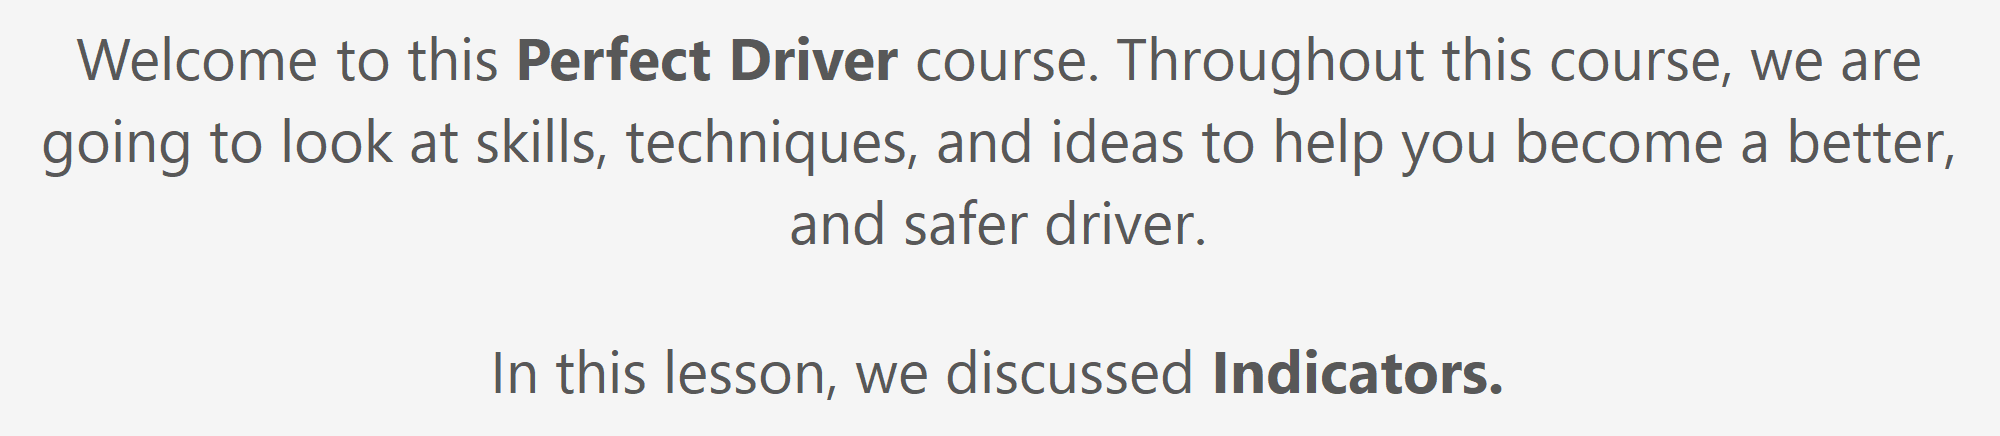 Welcome to this Perfect Driver course. Throughout this course, we are
going to look at skills, techniques, and ideas to help you become a better,
and safer driver.
In this lesson, we discussed Indicators.